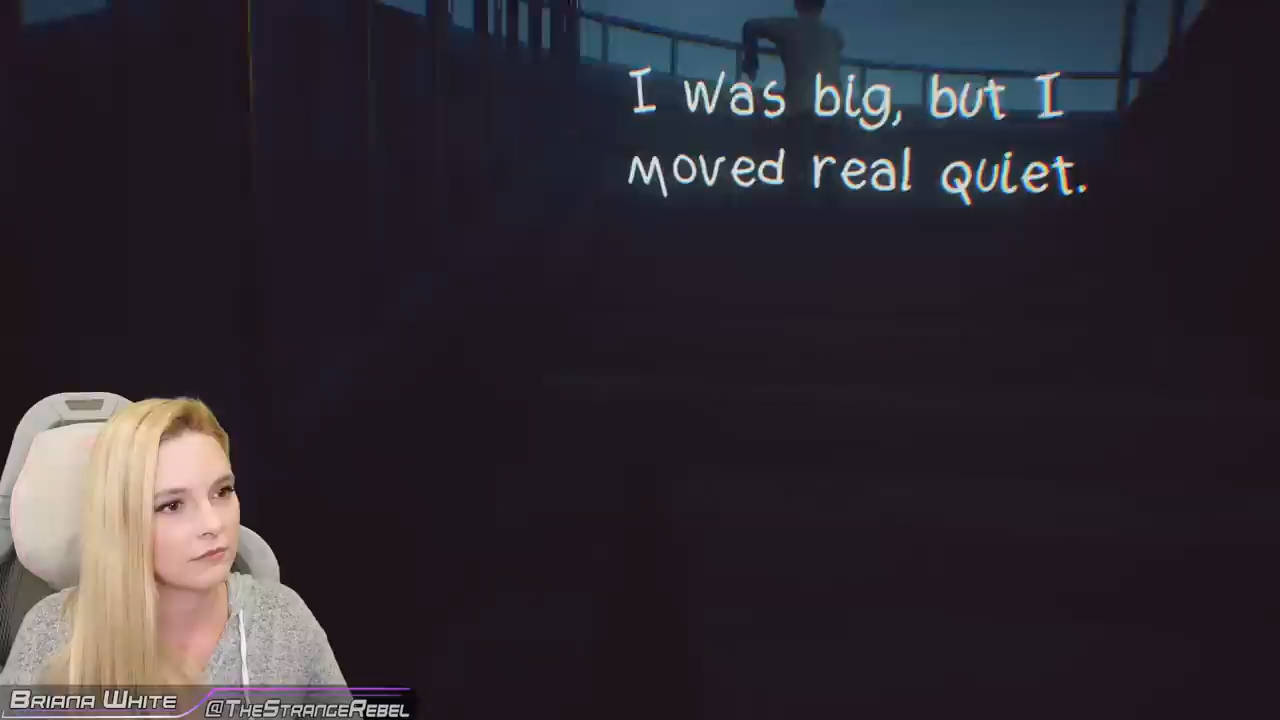 I was big, but I
moved real quiet.
Briana White
@TheStrangeRebel